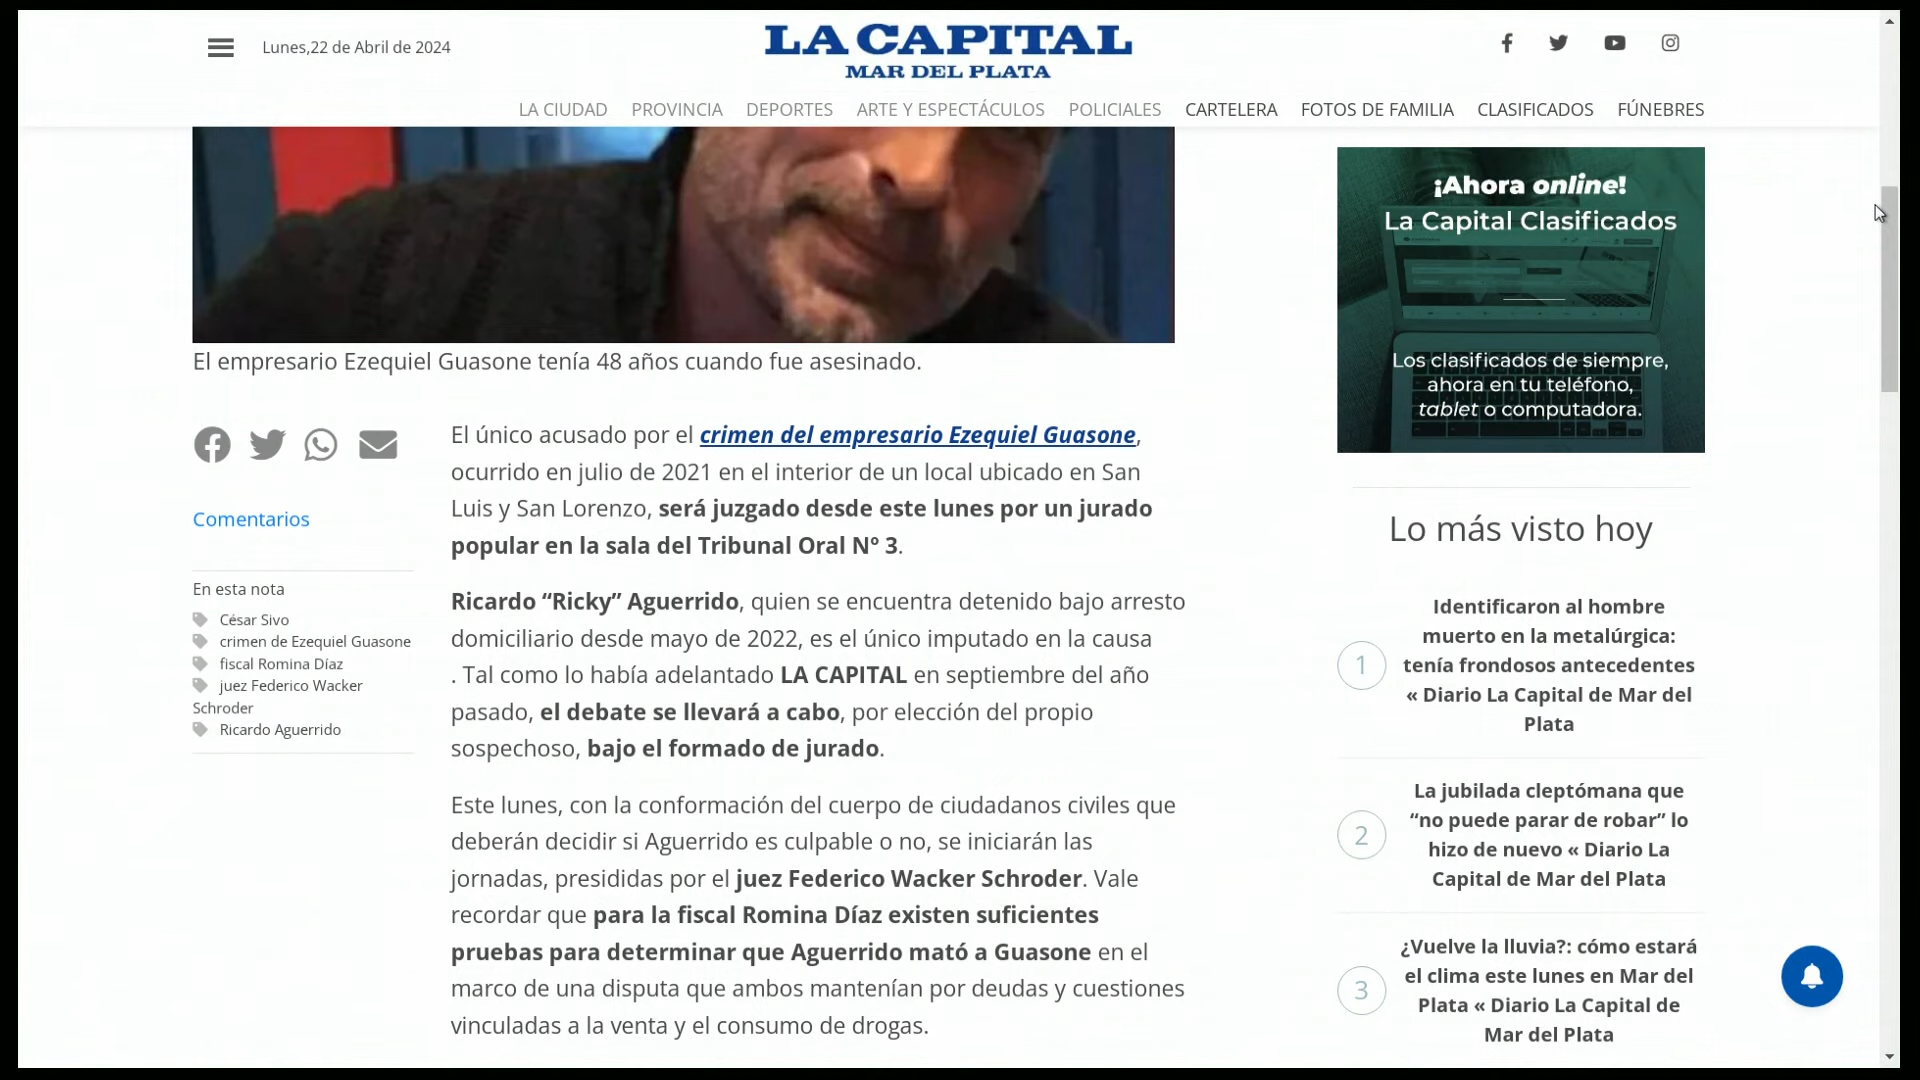 Lunes,22 de Abril de 2024
LA CAPITAL
MAR DEL PLATA
LA CIUDAD PROVINCIA DEPORTES ARTE Y ESPECTÁCULOS POLICIALES CARTELERA FOTOS DE FAMILIA CLASIFICADOS FÚNEBRES
El empresario Ezequiel Guasone tenía 48 años cuando fue asesinado.
Comentarios
En esta nota
César Sivo
crimen de Ezequiel Guasone
fiscal Romina Díaz
juez Federico Wacker
Schroder
Ricardo Aguerrido
El único acusado por el crimen del empresario Ezequiel Guasone,
ocurrido en julio de 2021 en el interior de un local ubicado en San
Luis y San Lorenzo, será juzgado desde este lunes por un jurado
popular en la sala del Tribunal Oral Nº 3.
Ricardo “Ricky” Aguerrido, quien se encuentra detenido bajo arresto
domiciliario desde mayo de 2022, es el único imputado en la causa
. Tal como lo había adelantado LA CAPITAL en septiembre del año
pasado, el debate se llevará a cabo, por elección del propio
sospechoso, bajo el formado de jurado.
Este lunes, con la conformación del cuerpo de ciudadanos civiles que
deberán decidir si Aguerrido es culpable o no, se iniciarán las
jornadas, presididas por el juez Federico Wacker Schroder. Vale
recordar que para la fiscal Romina Díaz existen suficientes
pruebas para determinar que Aguerrido mató a Guasone en el
marco de una disputa que ambos mantenían por deudas y cuestiones
vinculadas a la venta y el consumo de drogas.
¡Ahora online!
La Capital Clasificados
Los clasificados de siempre,
ahora en tu teléfono,
tablet o computadora.
Lo más visto hoy
1
Identificaron al hombre
muerto en la metalúrgica:
tenía frondosos antecedentes
« Diario La Capital de Mar del
Plata
2
La jubilada cleptómana que
“no puede parar de robar” lo
hizo de nuevo « Diario La
Capital de Mar del Plata
3
¿Vuelve la lluvia?: cómo estará
el clima este lunes en Mar del
Plata « Diario La Capital de
Mar del Plata